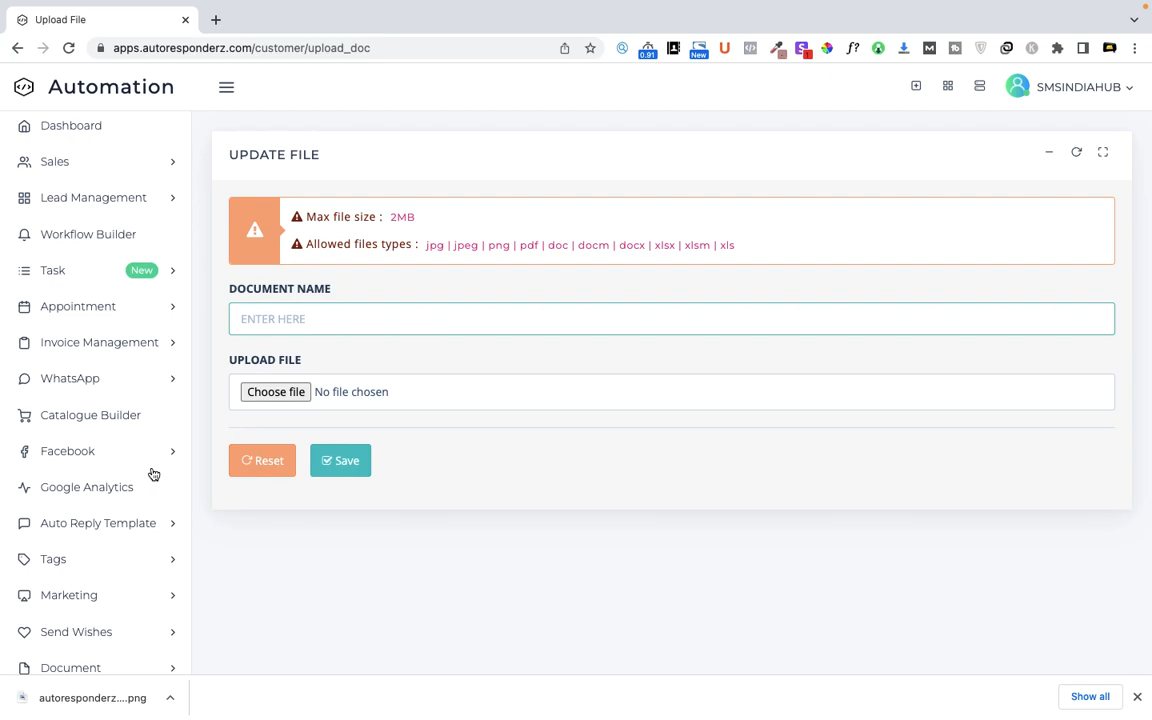 Upload File
apps.autoresponderz.com/customer/upload_doc
0.91
New
Automation
SMSINDIAHUB
Dashboard
Sales
Lead Management
Workflow Builder
Task New
Appointment
Invoice Management
WhatsApp
Catalogue Builder
Facebook
Google Analytics
Auto Reply Template
Tags
Marketing
Send Wishes
Document
UPDATE FILE
Max file size : 2MB
Allowed files types : jpg | jpeg | png | pdf | doc | docm | docx | xlsx | xlsm | xls
DOCUMENT NAME
ENTER HERE
UPLOAD FILE
Choose file No file chosen
Reset Save
autoresponderz....png
Show all